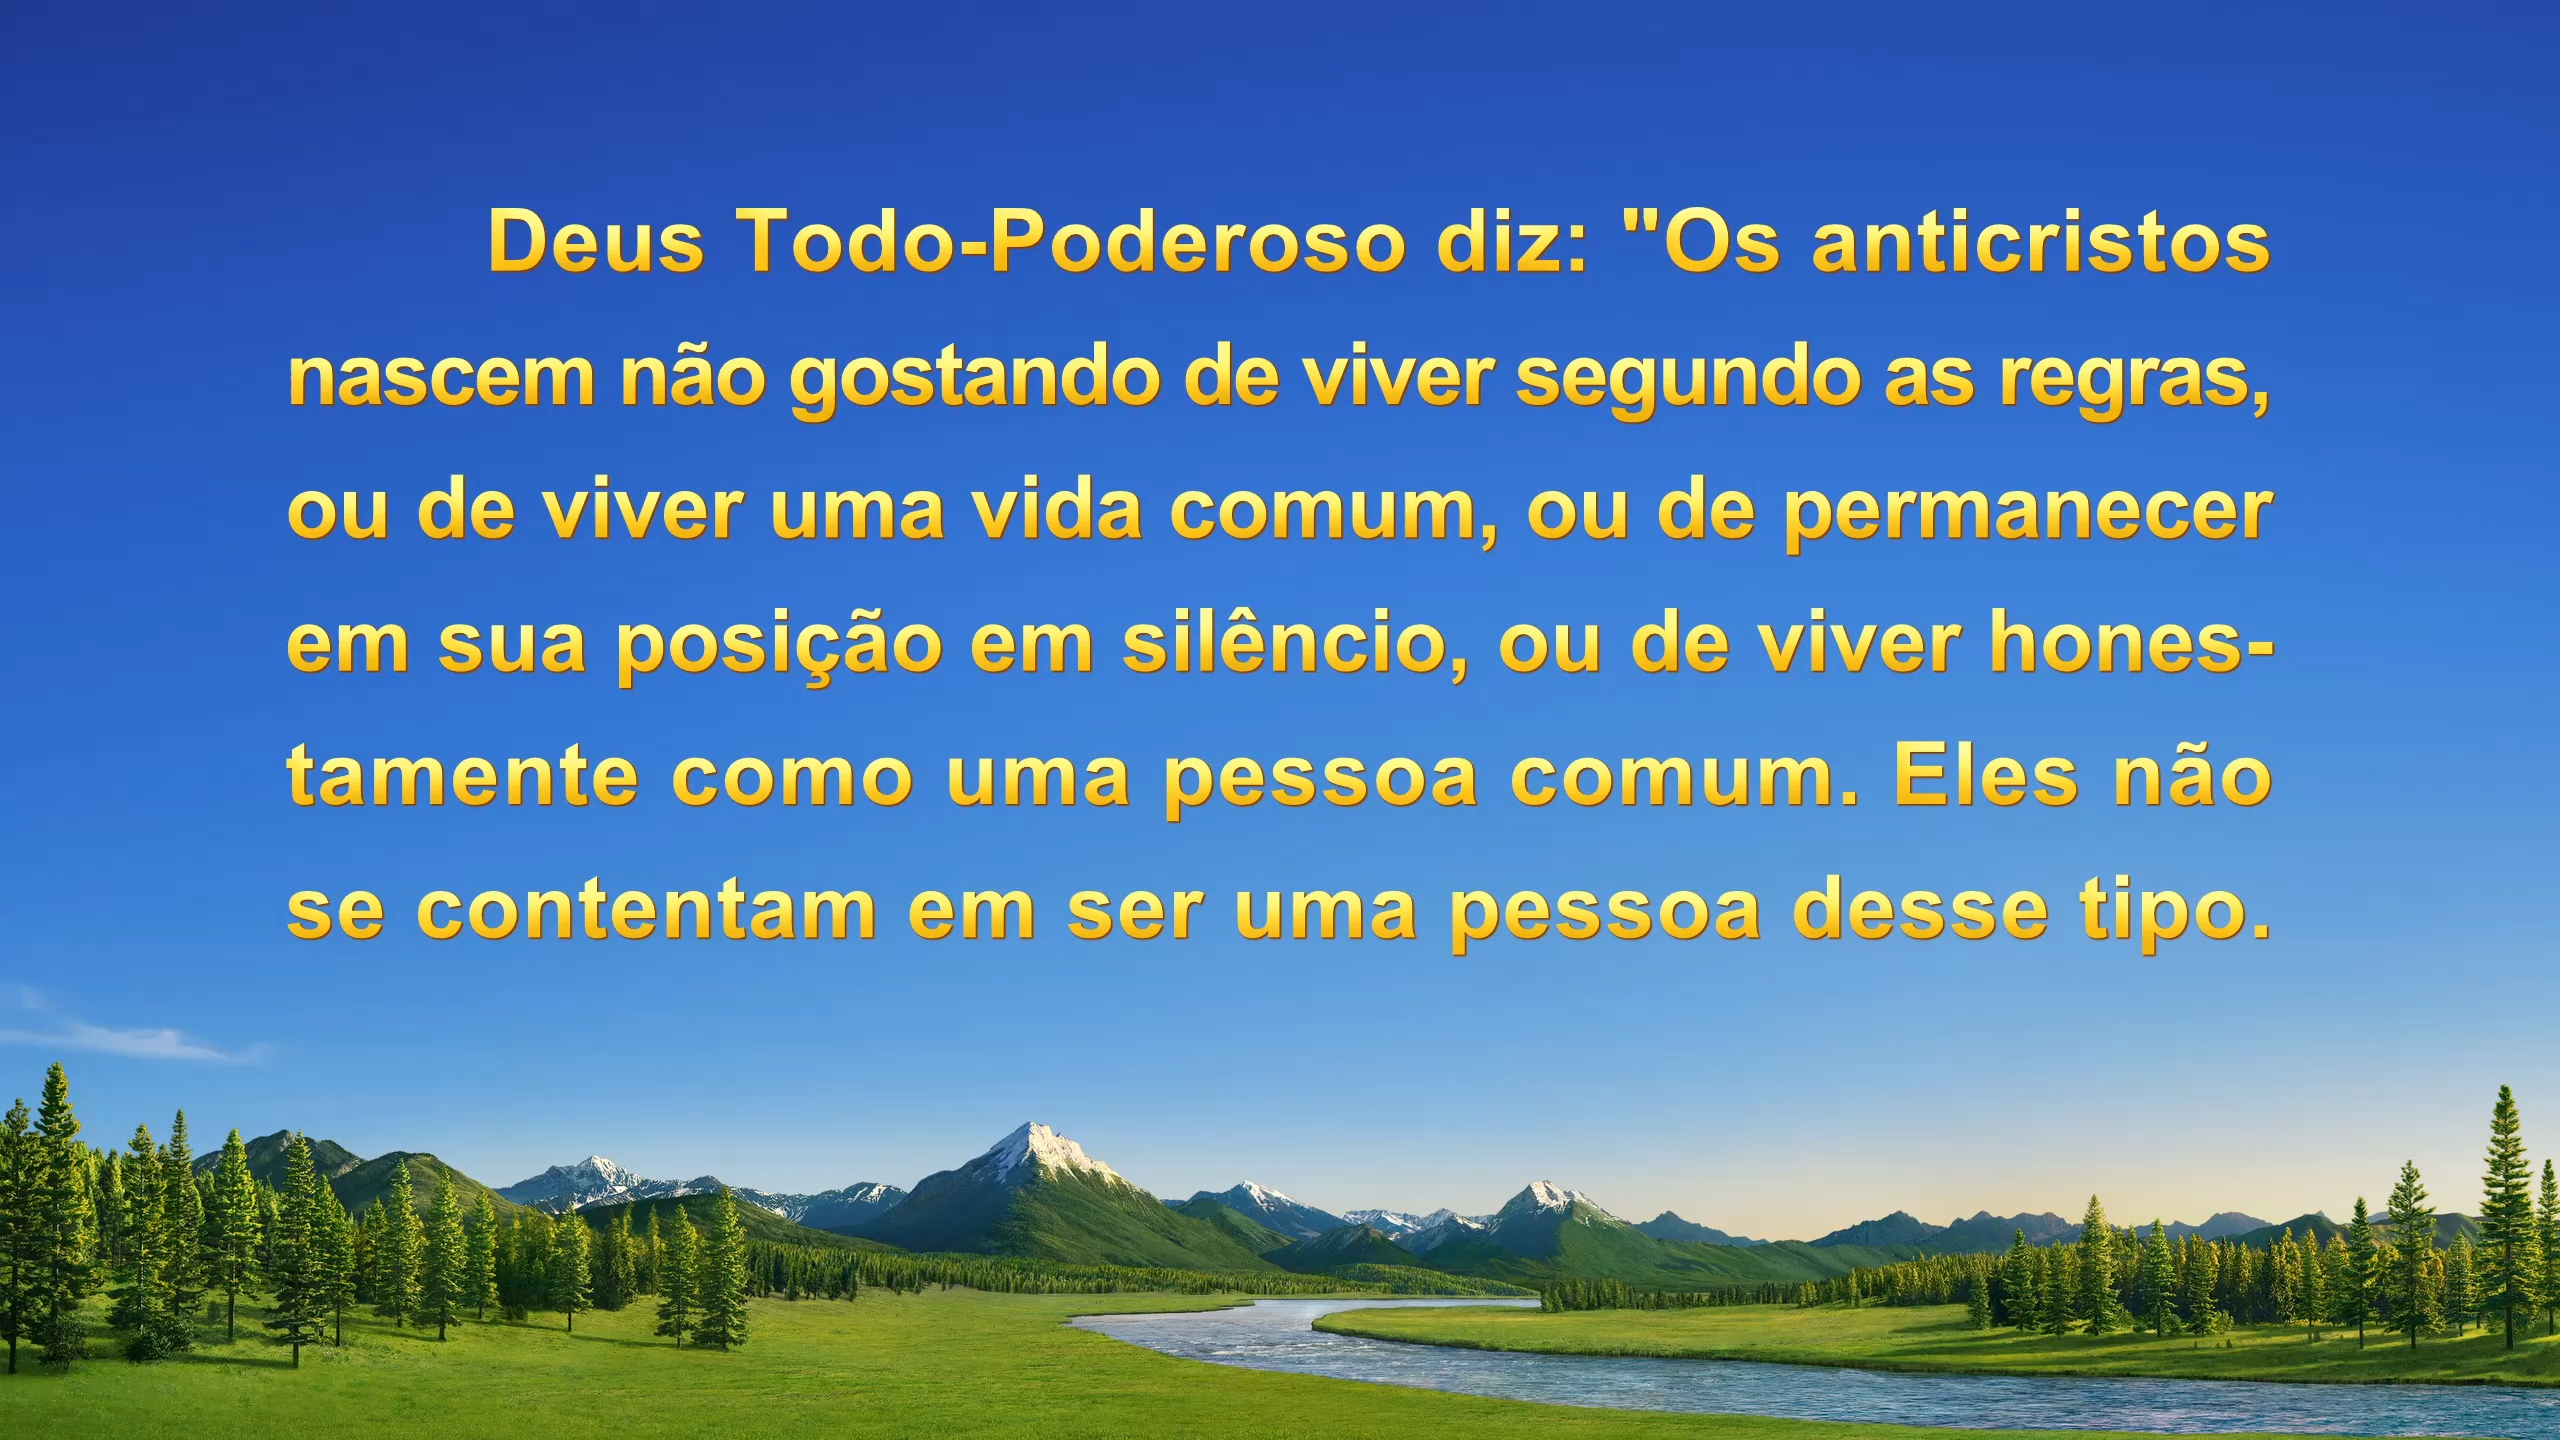 Deus Todo-Poderoso diz: "Os anticristos
nascem não gostando de viver segundo as regras,
ou de viver uma vida comum, ou de permanecer
em sua posição em silêncio, ou de viver hones-
tamente como uma pessoa comum. Eles não
se contentam em ser uma pessoa desse tipo.